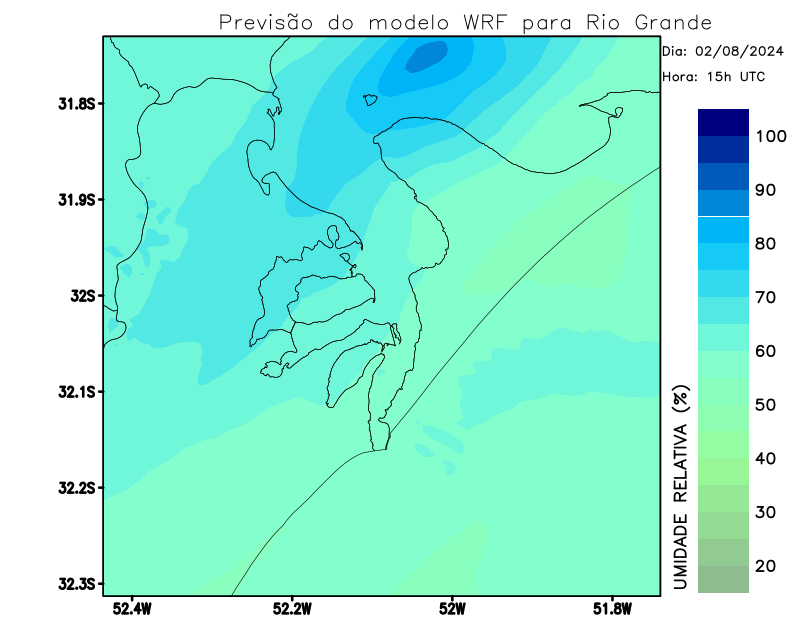 Previsão do modelo WRF para Rio Grande
Dia: 02/08/2024
Hora: 15h UTC
31.8S
31.9S
32S
32.1S
32.2S
32.3S
52.4W
52.2W
52W
51.8W
UMIDADE RELATIVA (%)
100
90
80
70
60
50
40
30
20